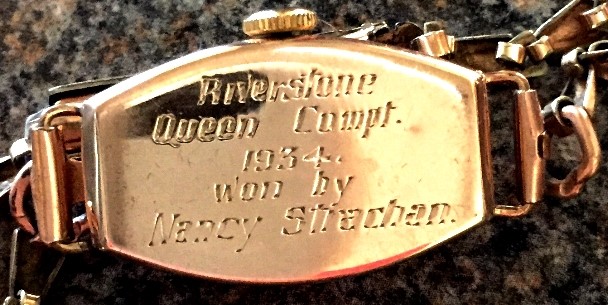 Riverstone
Queen Compt.
1934.
won by
Nancy Strachan.